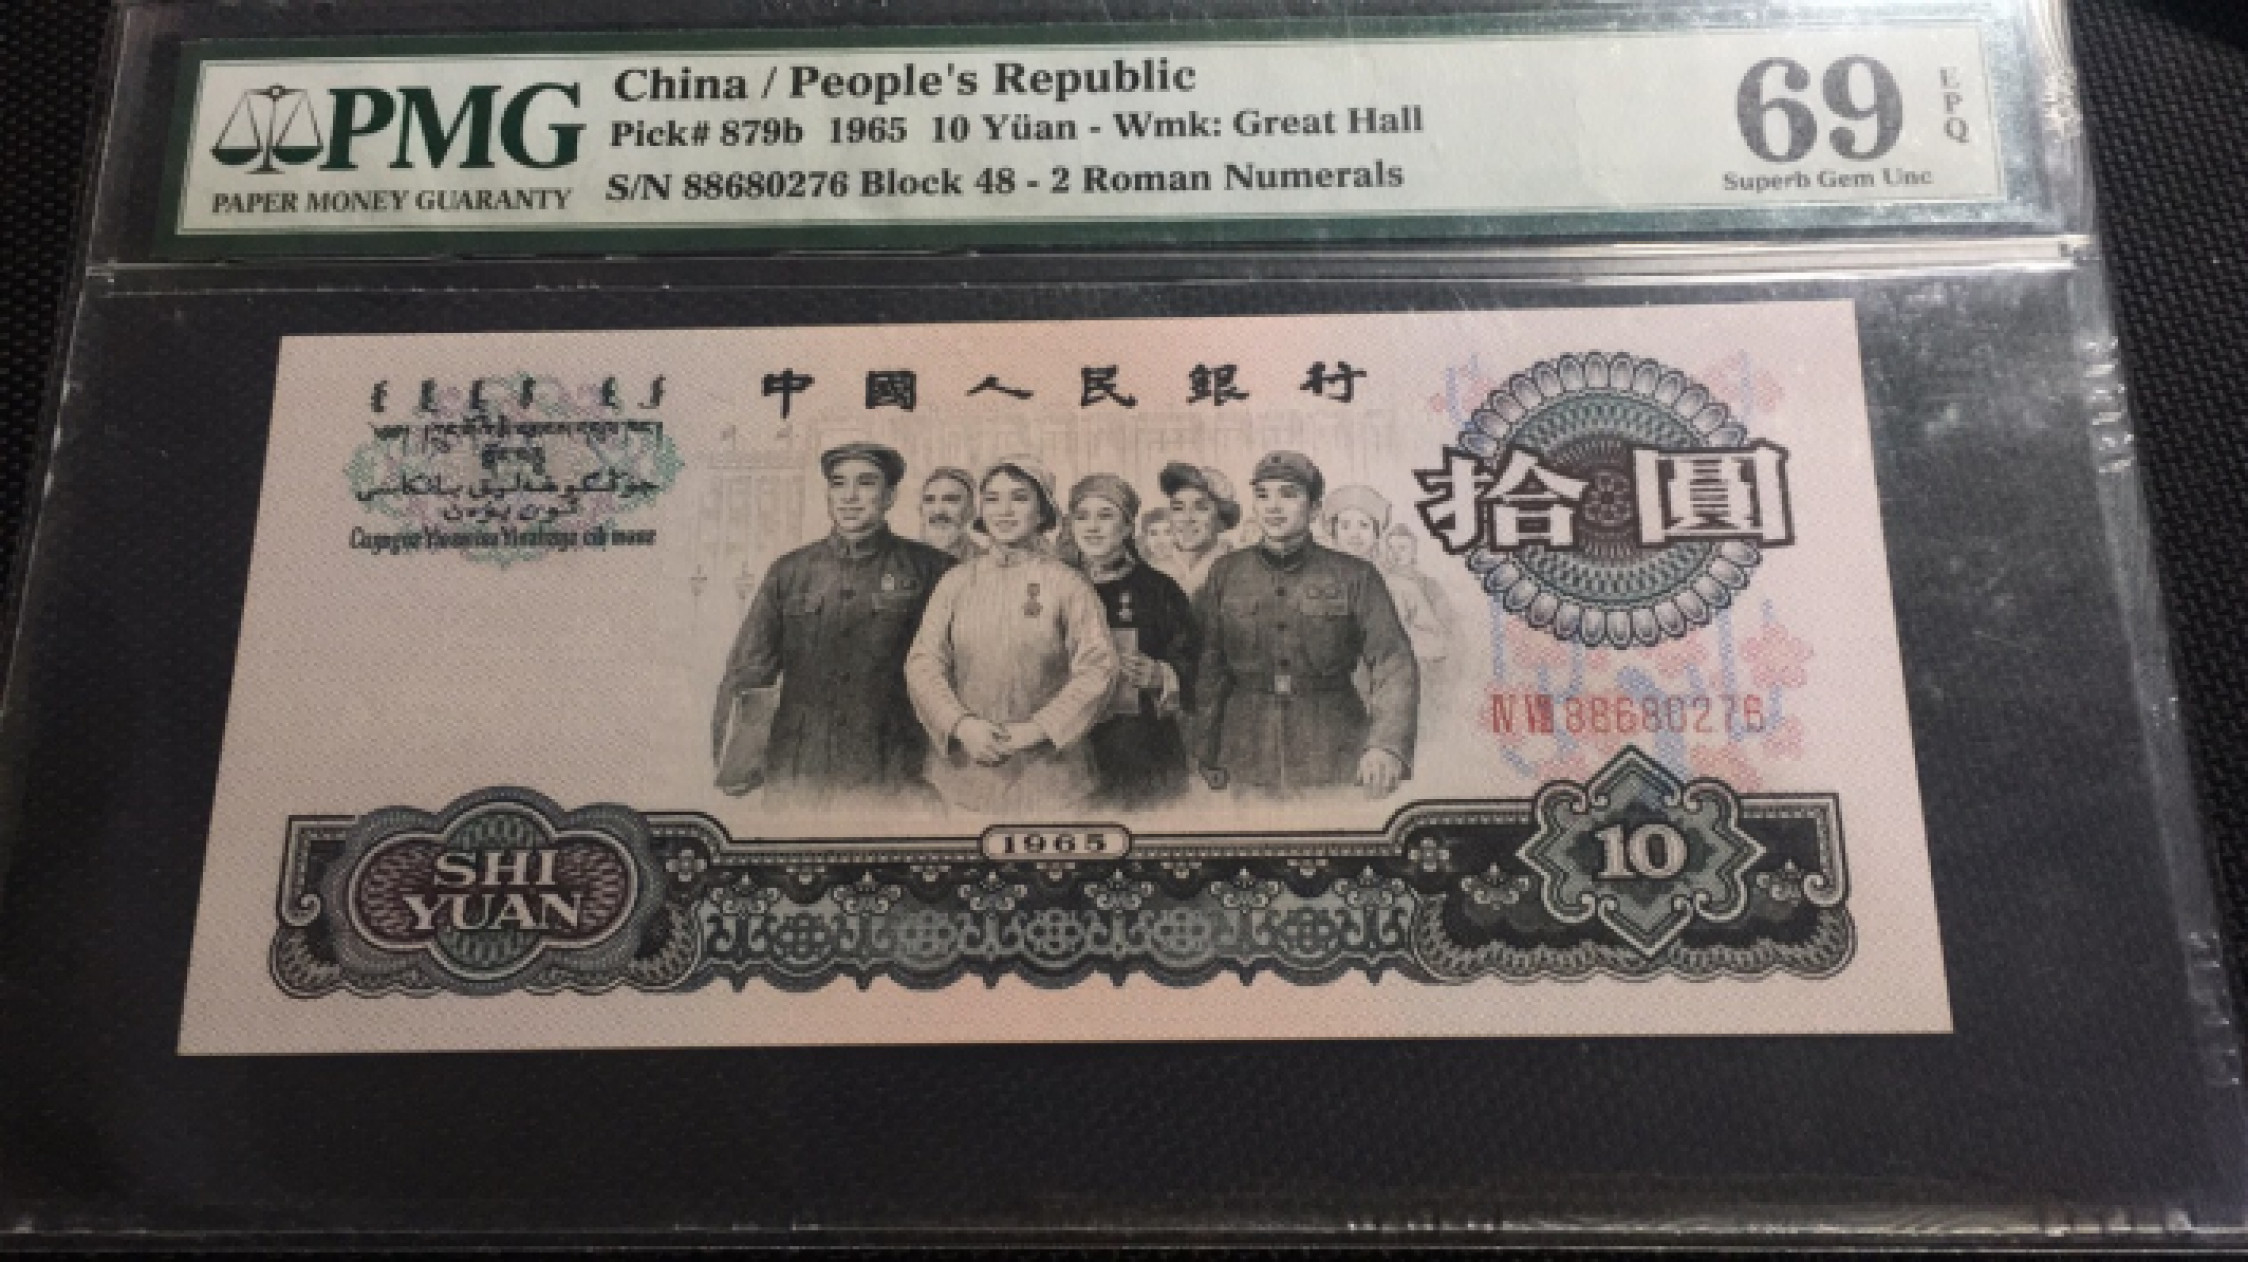 PMG
PAPER MONEY GUARANTY
China / People's Republic
Pick# 879b 1965 10 Yüan - Wmk: Great Hall
S/N 88680276 Block 48 - 2 Roman Numerals
69
EPQ
Superb Gem Unc
中國人民銀行
拾圓
Ⅳ Ⅷ 88680276
1965
SHI
YUAN
10